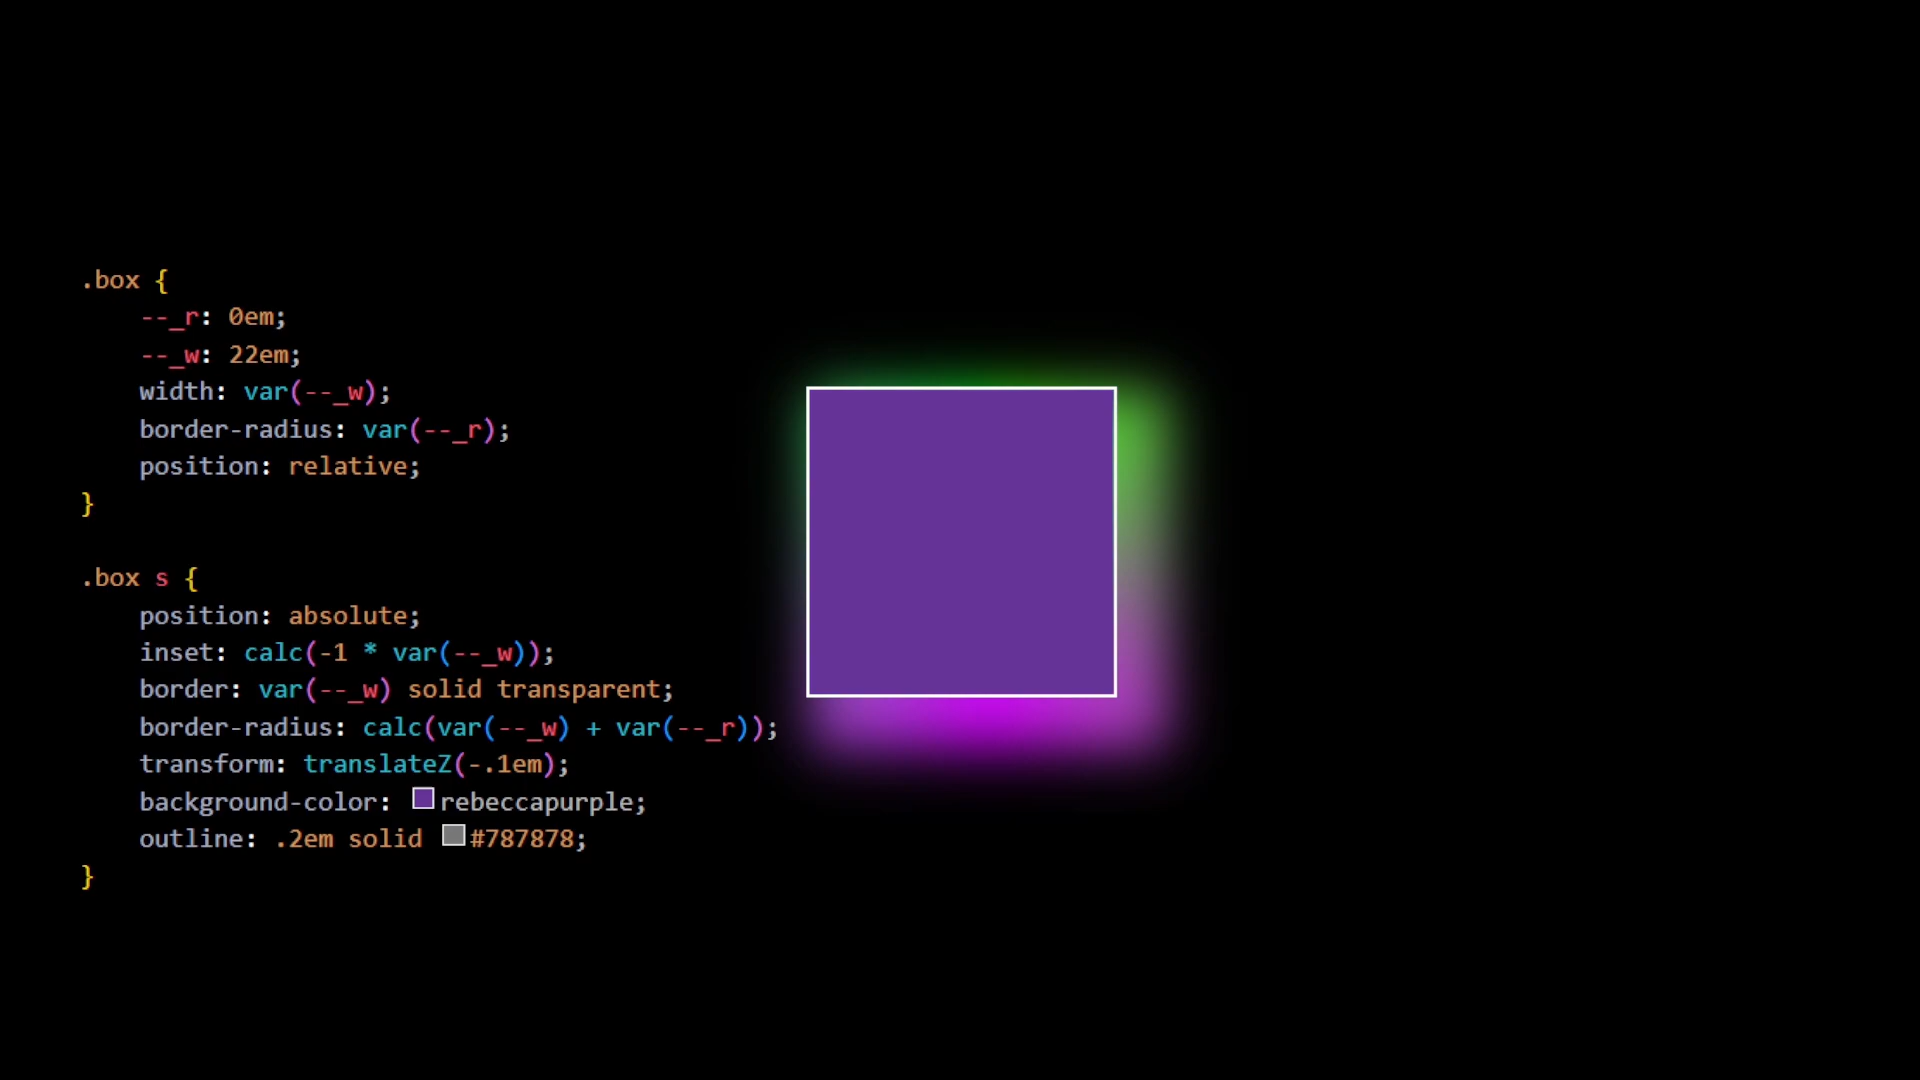 .box {
    --_r: 0em;
    --_w: 22em;
    width: var(--_w);
    border-radius: var(--_r);
    position: relative;
}

.box s {
    position: absolute;
    inset: calc(-1 * var(--_w));
    border: var(--_w) solid transparent;
    border-radius: calc(var(--_w) + var(--_r));
    transform: translateZ(-.1em);
    background-color: rebeccapurple;
    outline: .2em solid #787878;
}